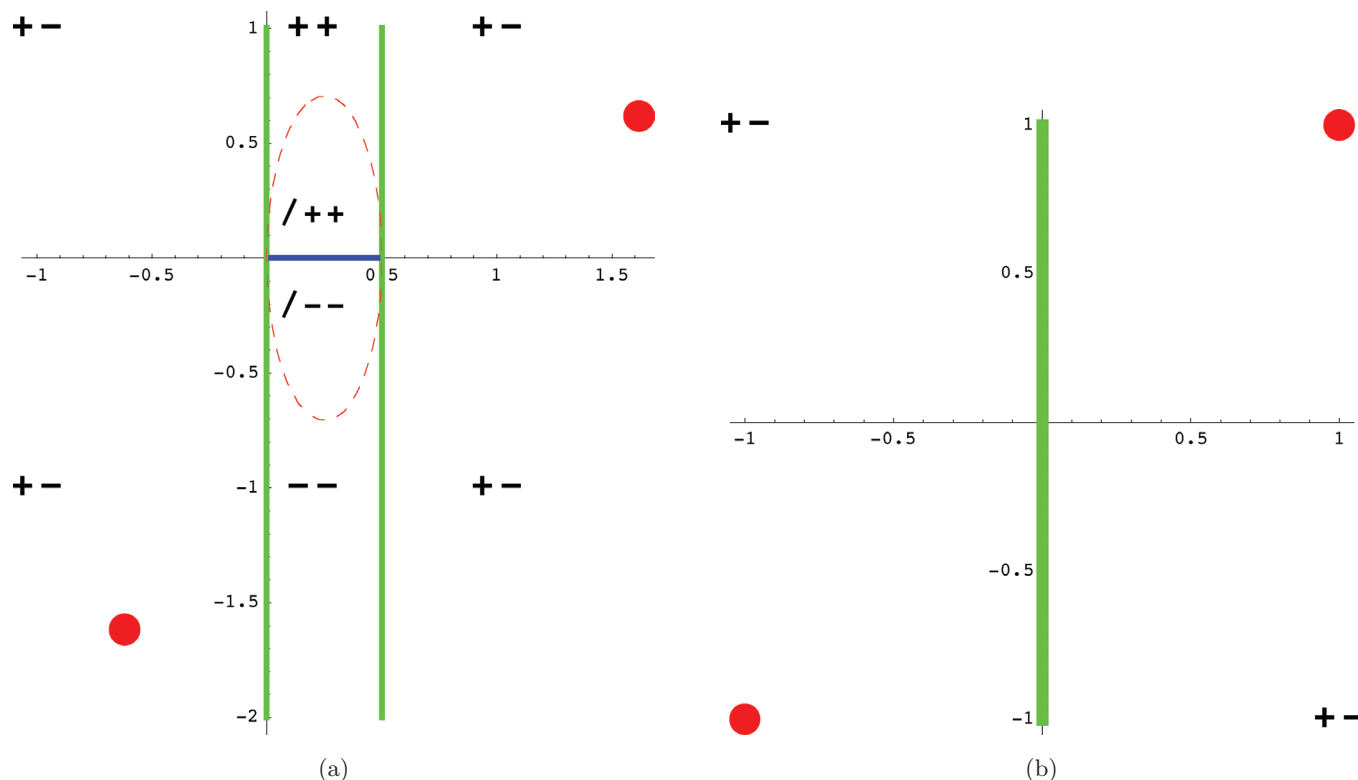 + − + + + −
1
0.5
/ + +
-1 -0.5 0.5 1 1.5
/ − −
-0.5
+ − − − + −
-1
-1.5
-2
(a)
+ − 1
0.5
-1 -0.5 0.5 1
-0.5
-1 + −
(b)